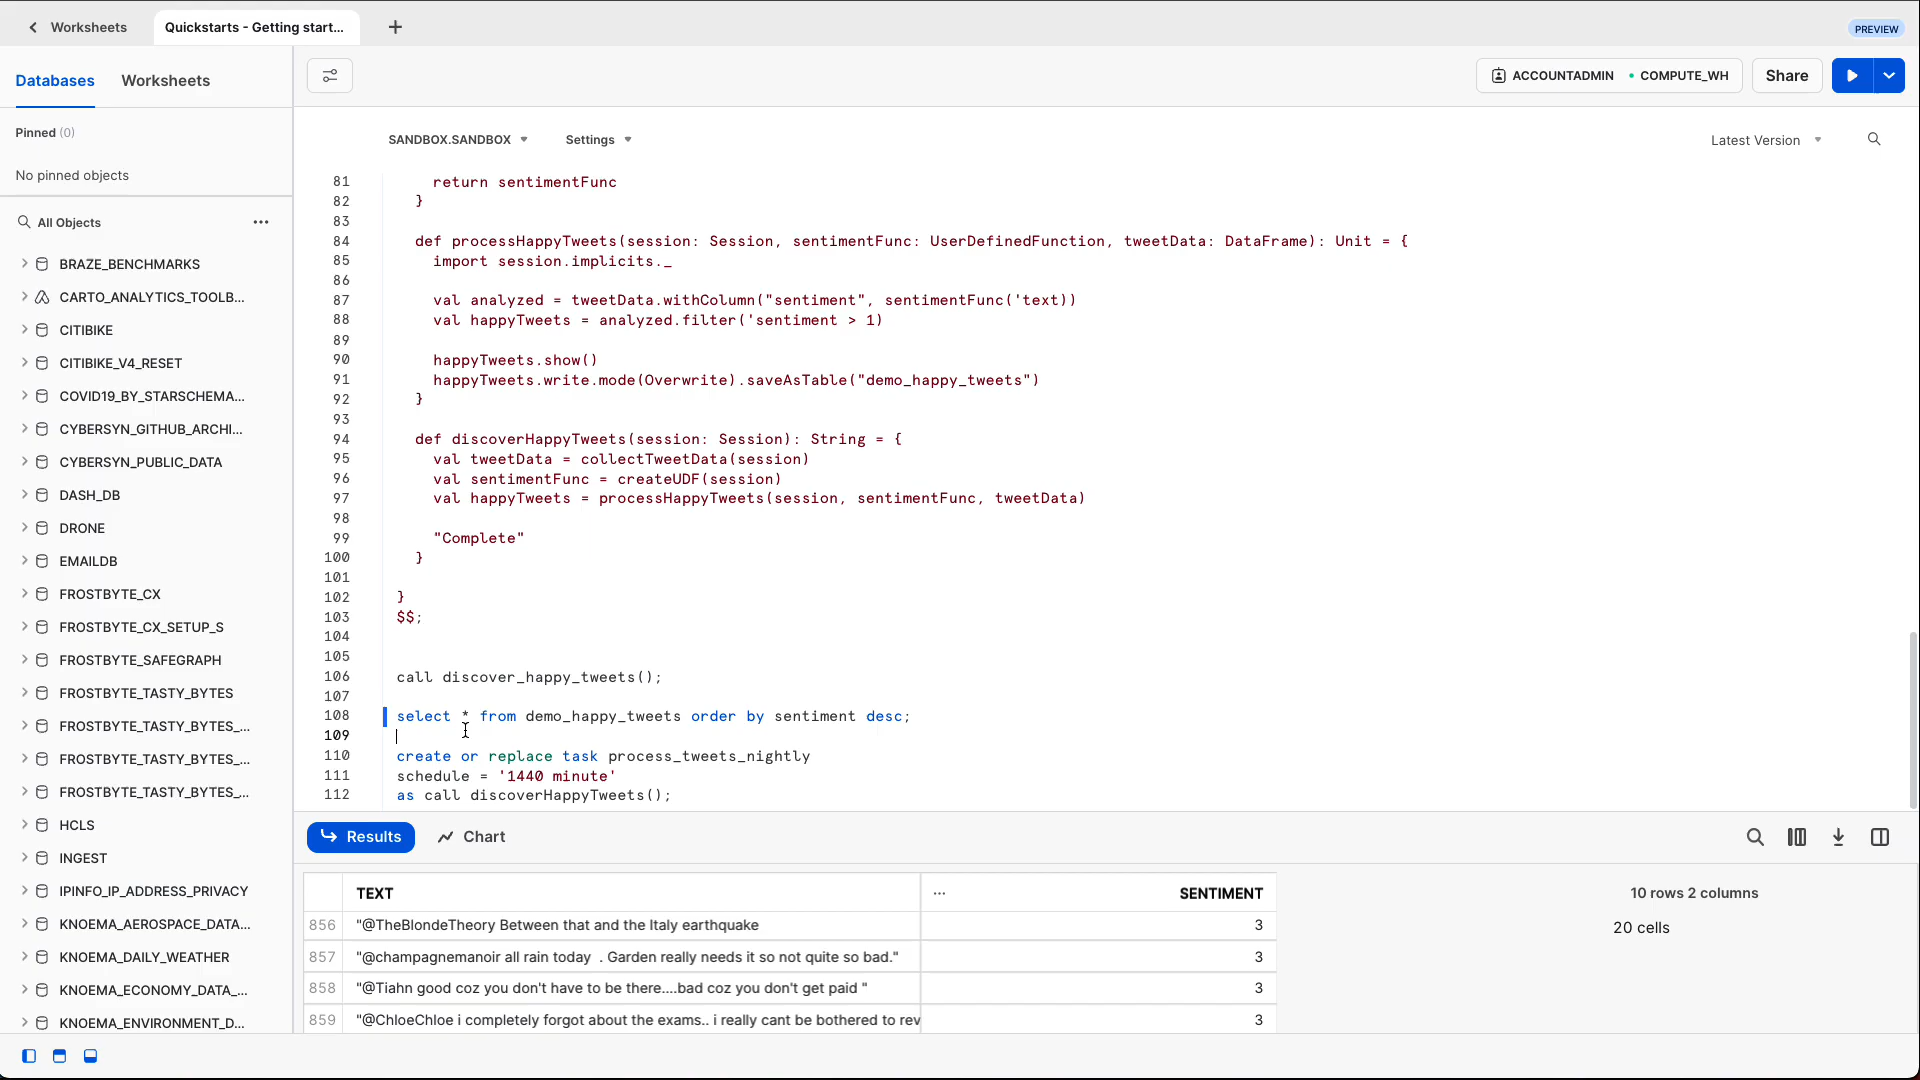 Worksheets
Quickstarts - Getting start...
PREVIEW
Databases
Worksheets
ACCOUNTADMIN
COMPUTE_WH
Share
Pinned (0)
No pinned objects
SANDBOX.SANDBOX
Settings
Latest Version
All Objects
BRAZE_BENCHMARKS
CARTO_ANALYTICS_TOOLB...
CITIBIKE
CITIBIKE_V4_RESET
COVID19_BY_STARSCHEMA...
CYBERSYN_GITHUB_ARCHI...
CYBERSYN_PUBLIC_DATA
DASH_DB
DRONE
EMAILDB
FROSTBYTE_CX
FROSTBYTE_CX_SETUP_S
FROSTBYTE_SAFEGRAPH
FROSTBYTE_TASTY_BYTES
FROSTBYTE_TASTY_BYTES_...
FROSTBYTE_TASTY_BYTES_...
FROSTBYTE_TASTY_BYTES_...
HCLS
INGEST
IPINFO_IP_ADDRESS_PRIVACY
KNOEMA_AEROSPACE_DATA...
KNOEMA_DAILY_WEATHER
KNOEMA_ECONOMY_DATA_...
KNOEMA_ENVIRONMENT_D...
81 return sentimentFunc
82 }
83
84 def processHappyTweets(session: Session, sentimentFunc: UserDefinedFunction, tweetData: DataFrame): Unit = {
85 import session.implicits._
86
87 val analyzed = tweetData.withColumn("sentiment", sentimentFunc('text))
88 val happyTweets = analyzed.filter('sentiment > 1)
89
90 happyTweets.show()
91 happyTweets.write.mode(Overwrite).saveAsTable("demo_happy_tweets")
92 }
93
94 def discoverHappyTweets(session: Session): String = {
95 val tweetData = collectTweetData(session)
96 val sentimentFunc = createUDF(session)
97 val happyTweets = processHappyTweets(session, sentimentFunc, tweetData)
98
99 "Complete"
100 }
101
102 }
103 $$;
104
105
106 call discover_happy_tweets();
107
108 select * from demo_happy_tweets order by sentiment desc;
109
110 create or replace task process_tweets_nightly
111 schedule = '1440 minute'
112 as call discoverHappyTweets();
Results
Chart
TEXT ... SENTIMENT
856 "@TheBlondeTheory Between that and the Italy earthquake 3
857 "@champagnemanoir all rain today . Garden really needs it so not quite so bad." 3
858 "@Tiahn good coz you don't have to be there....bad coz you don't get paid " 3
859 "@ChloeChloe i completely forgot about the exams.. i really cant be bothered to rev 3
10 rows 2 columns
20 cells